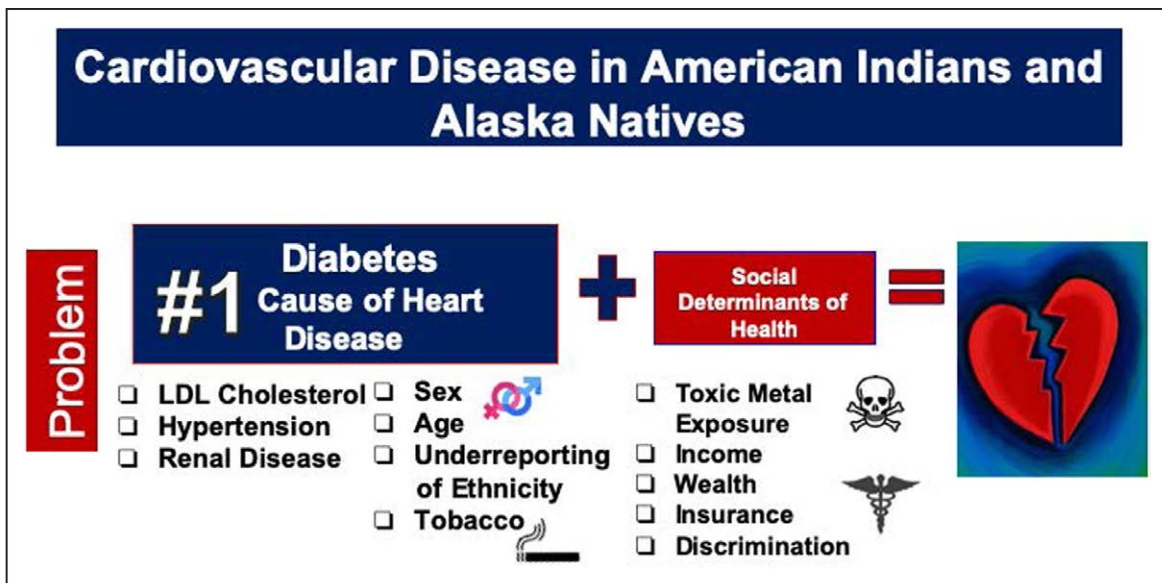 Cardiovascular Disease in American Indians and
Alaska Natives
Problem
#1
Diabetes
Cause of Heart
Disease
+
Social
Determinants of
Health
=
❑ LDL Cholesterol
❑ Hypertension
❑ Renal Disease
❑ Sex
❑ Age
❑ Underreporting
of Ethnicity
❑ Tobacco
❑ Toxic Metal
Exposure
❑ Income
❑ Wealth
❑ Insurance
❑ Discrimination